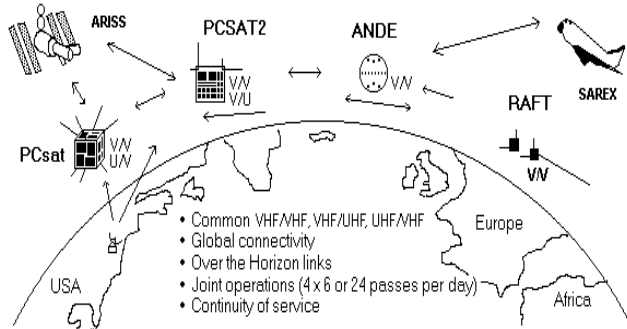 ARISS
PCSAT2
ANDE
V/V
V/U
V/V
SAREX
RAFT
V/V
PCsat
V/V
U/V
• Common VHF/VHF, VHF/UHF, UHF/VHF
• Global connectivity
• Over the Horizon links
• Joint operations (4 x 6 or 24 passes per day)
• Continuity of service
USA
Europe
Africa